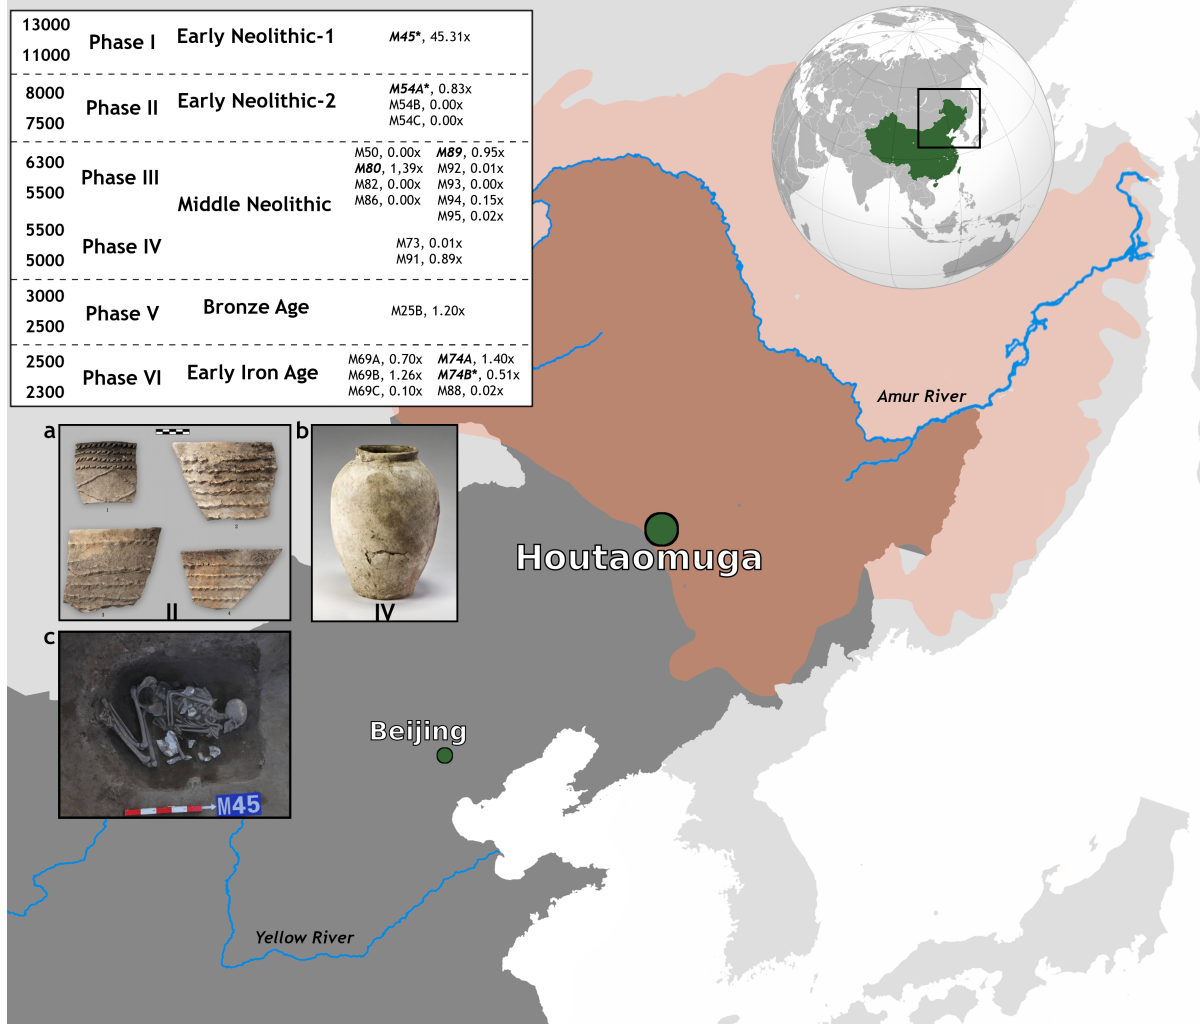 13000
11000
Phase I
Early Neolithic-1
M45*, 45.31x
8000
7500
Phase II
Early Neolithic-2
M54A*, 0.83x
M54B, 0.00x
M54C, 0.00x
6300
5500
Phase III
Middle Neolithic
M50, 0.00x M89, 0.95x
M80, 1,39x M92, 0.01x
M82, 0.00x M93, 0.00x
M86, 0.00x M94, 0.15x
M95, 0.02x
5500
5000
Phase IV
M73, 0.01x
M91, 0.89x
3000
2500
Phase V
Bronze Age
M25B, 1.20x
2500
2300
Phase VI
Early Iron Age
M69A, 0.70x M74A, 1.40x
M69B, 1.26x M74B*, 0.51x
M69C, 0.10x M88, 0.02x
Amur River
a
1
2
3
4
II
b
IV
Houtaomuga
c
M45
Beijing
Yellow River